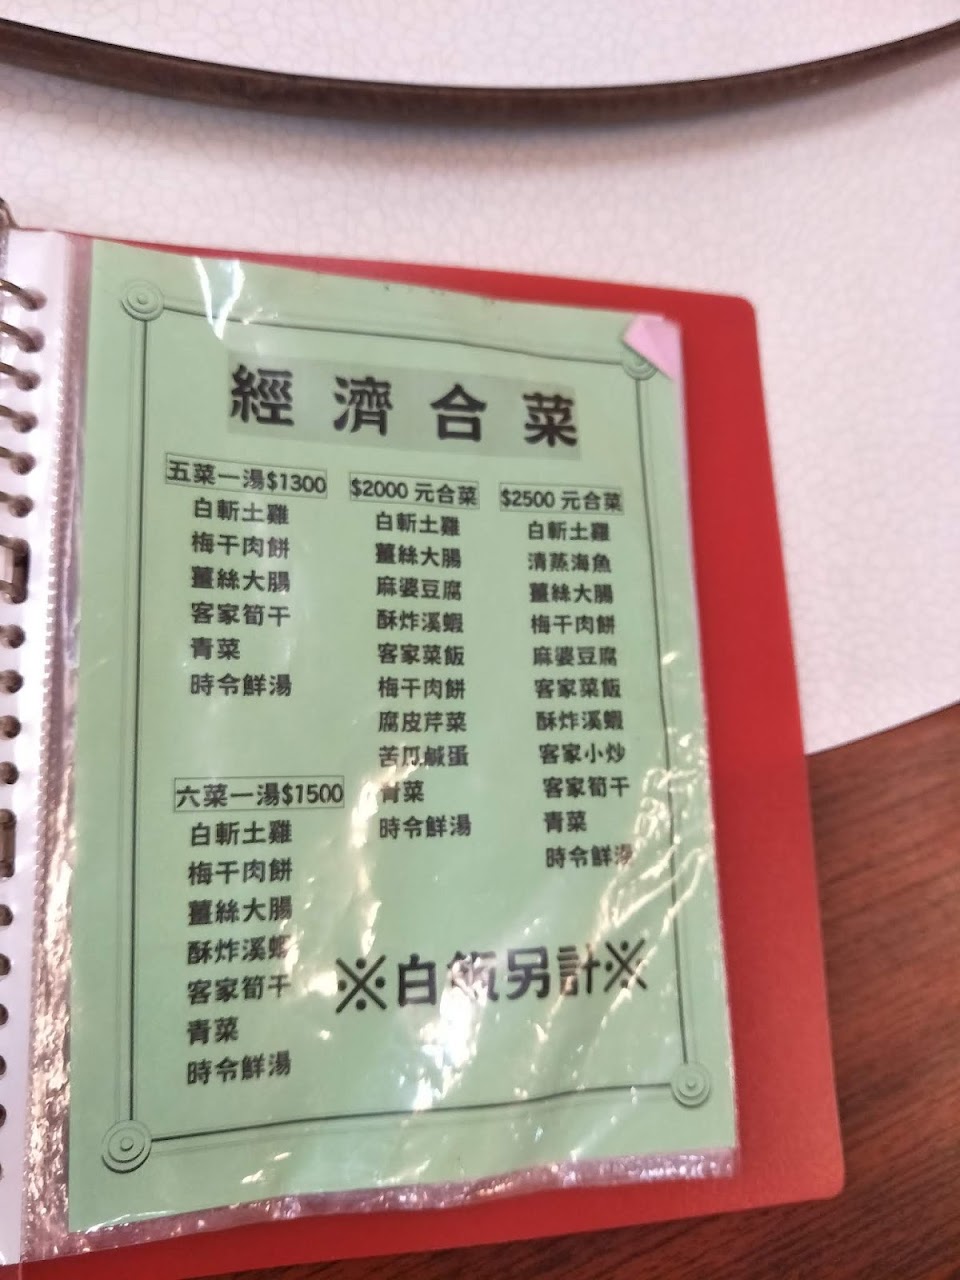 經濟合菜
五菜一湯$1300
白斬土雞
梅干肉餅
薑絲大腸
客家筍干
青菜
時令鮮湯
六菜一湯$1500
白斬土雞
梅干肉餅
薑絲大腸
酥炸溪蝦
客家筍干
青菜
時令鮮湯
$2000 元合菜
白斬土雞
薑絲大腸
麻婆豆腐
酥炸溪蝦
客家菜飯
梅干肉餅
腐皮芹菜
苦瓜鹹蛋
青菜
時令鮮湯
$2500 元合菜
白斬土雞
清蒸海魚
薑絲大腸
梅干肉餅
麻婆豆腐
客家菜飯
酥炸溪蝦
客家小炒
客家筍干
青菜
時令鮮湯
※白飯另計※